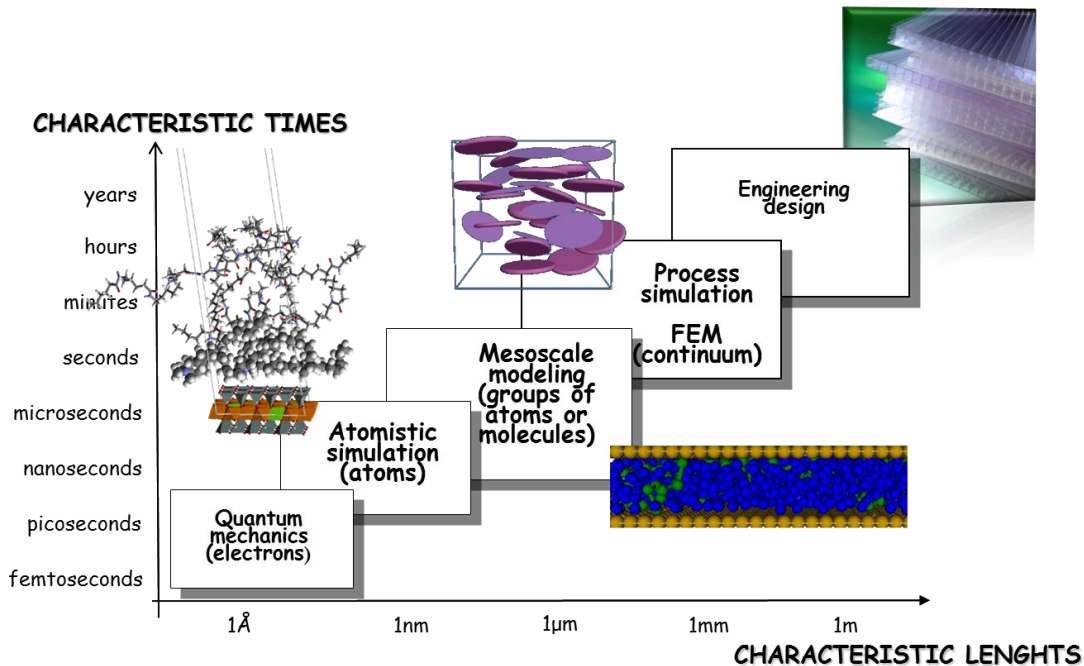 CHARACTERISTIC TIMES
years
hours
minutes
seconds
microseconds
nanoseconds
picoseconds
femtoseconds
Engineering
design
Process
simulation
FEM
(continuum)
Mesoscale
modeling
(groups of
atoms or
molecules)
Atomistic
simulation
(atoms)
Quantum
mechanics
(electrons)
1Å
1nm
1µm
1mm
1m
CHARACTERISTIC LENGHTS